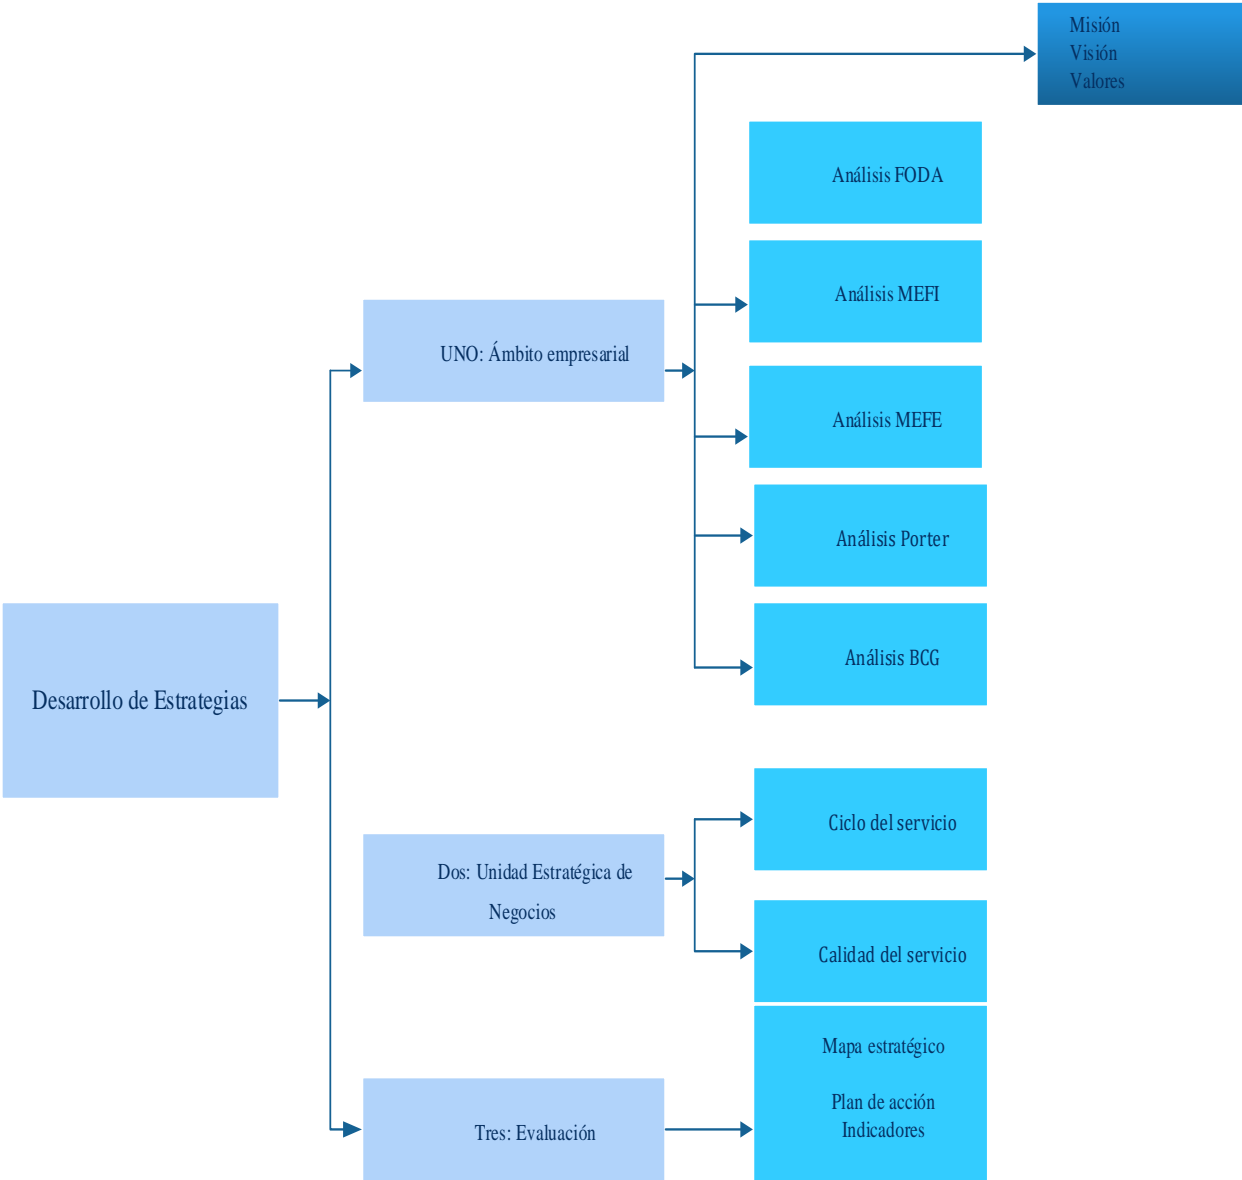 Misión
Visión
Valores
Análisis FODA
Análisis MEFI
UNO: Ámbito empresarial
Análisis MEFE
Análisis Porter
Análisis BCG
Desarrollo de Estrategias
Ciclo del servicio
Dos: Unidad Estratégica de
Negocios
Calidad del servicio
Mapa estratégico
Plan de acción
Indicadores
Tres: Evaluación